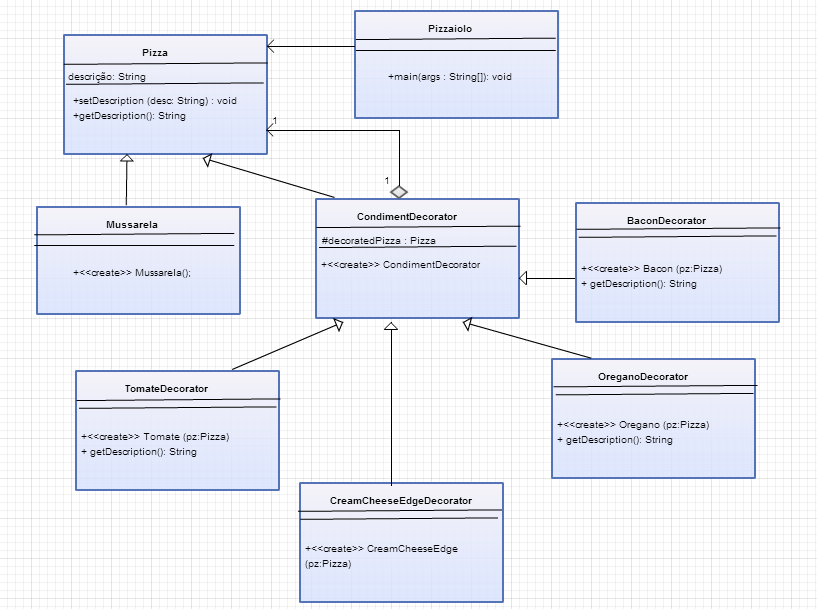 Pizzaiolo
+main(args : String[]): void
Pizza
descrição: String
+setDescription (desc: String) : void
+getDescription(): String
1
1
Mussarela
+<<create>> Mussarela();
CondimentDecorator
#decoratedPizza : Pizza
+<<create>> CondimentDecorator
BaconDecorator
+<<create>> Bacon (pz:Pizza)
+ getDescription(): String
TomateDecorator
+<<create>> Tomate (pz:Pizza)
+ getDescription(): String
OreganoDecorator
+<<create>> Oregano (pz:Pizza)
+ getDescription(): String
CreamCheeseEdgeDecorator
+<<create>> CreamCheeseEdge
(pz:Pizza)